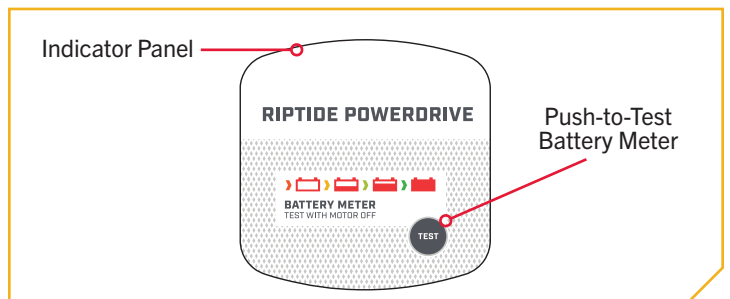 Indicator Panel
RIPTIDE POWERDRIVE
Push-to-Test
Battery Meter
BATTERY METER
TEST WITH MOTOR OFF
TEST